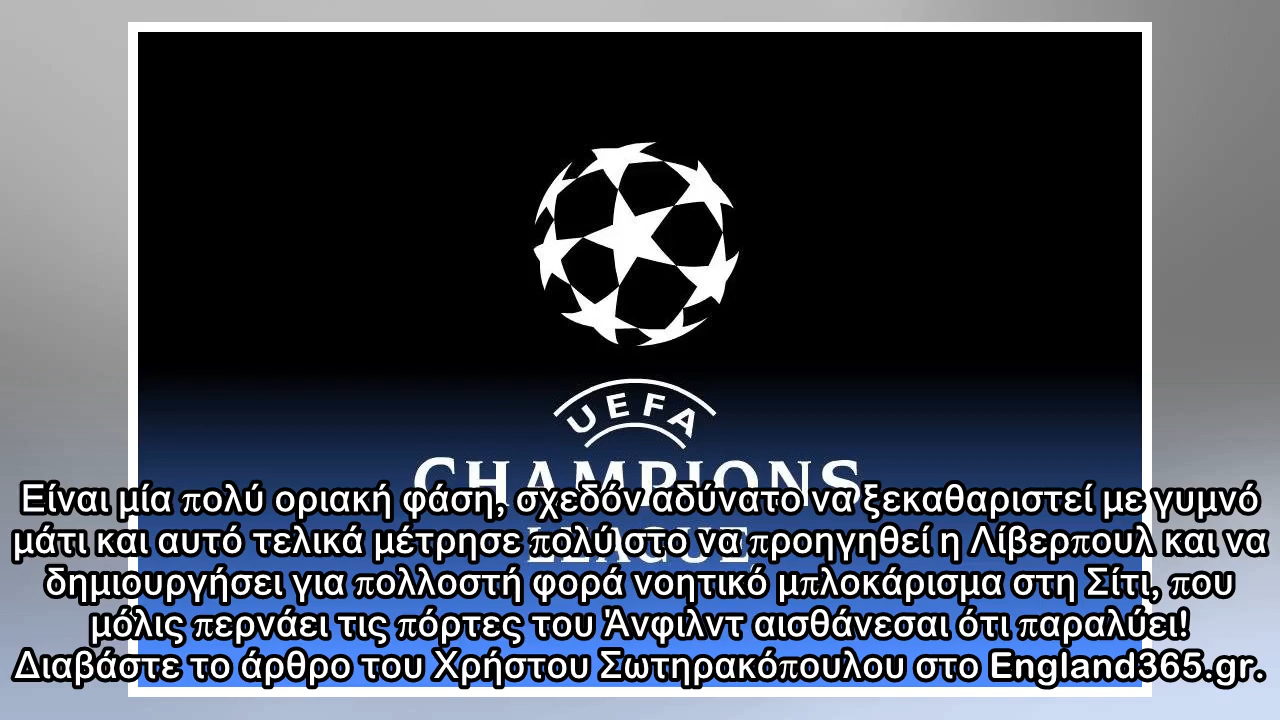 UEFA
CHAMPIONS
LEAGUE
Είναι μία πολύ οριακή φάση, σχεδόν αδύνατο να ξεκαθαριστεί με γυμνό
μάτι και αυτό τελικά μέτρησε πολύ στο να προηγηθεί η Λίβερπουλ και να
δημιουργήσει για πολλοστή φορά νοητικό μπλοκάρισμα στη Σίτι, που
μόλις περνάει τις πόρτες του Άνφιλντ αισθάνεσαι ότι παραλύει!
Διαβάστε το άρθρο του Χρήστου Σωτηρακόπουλου στο England365.gr.